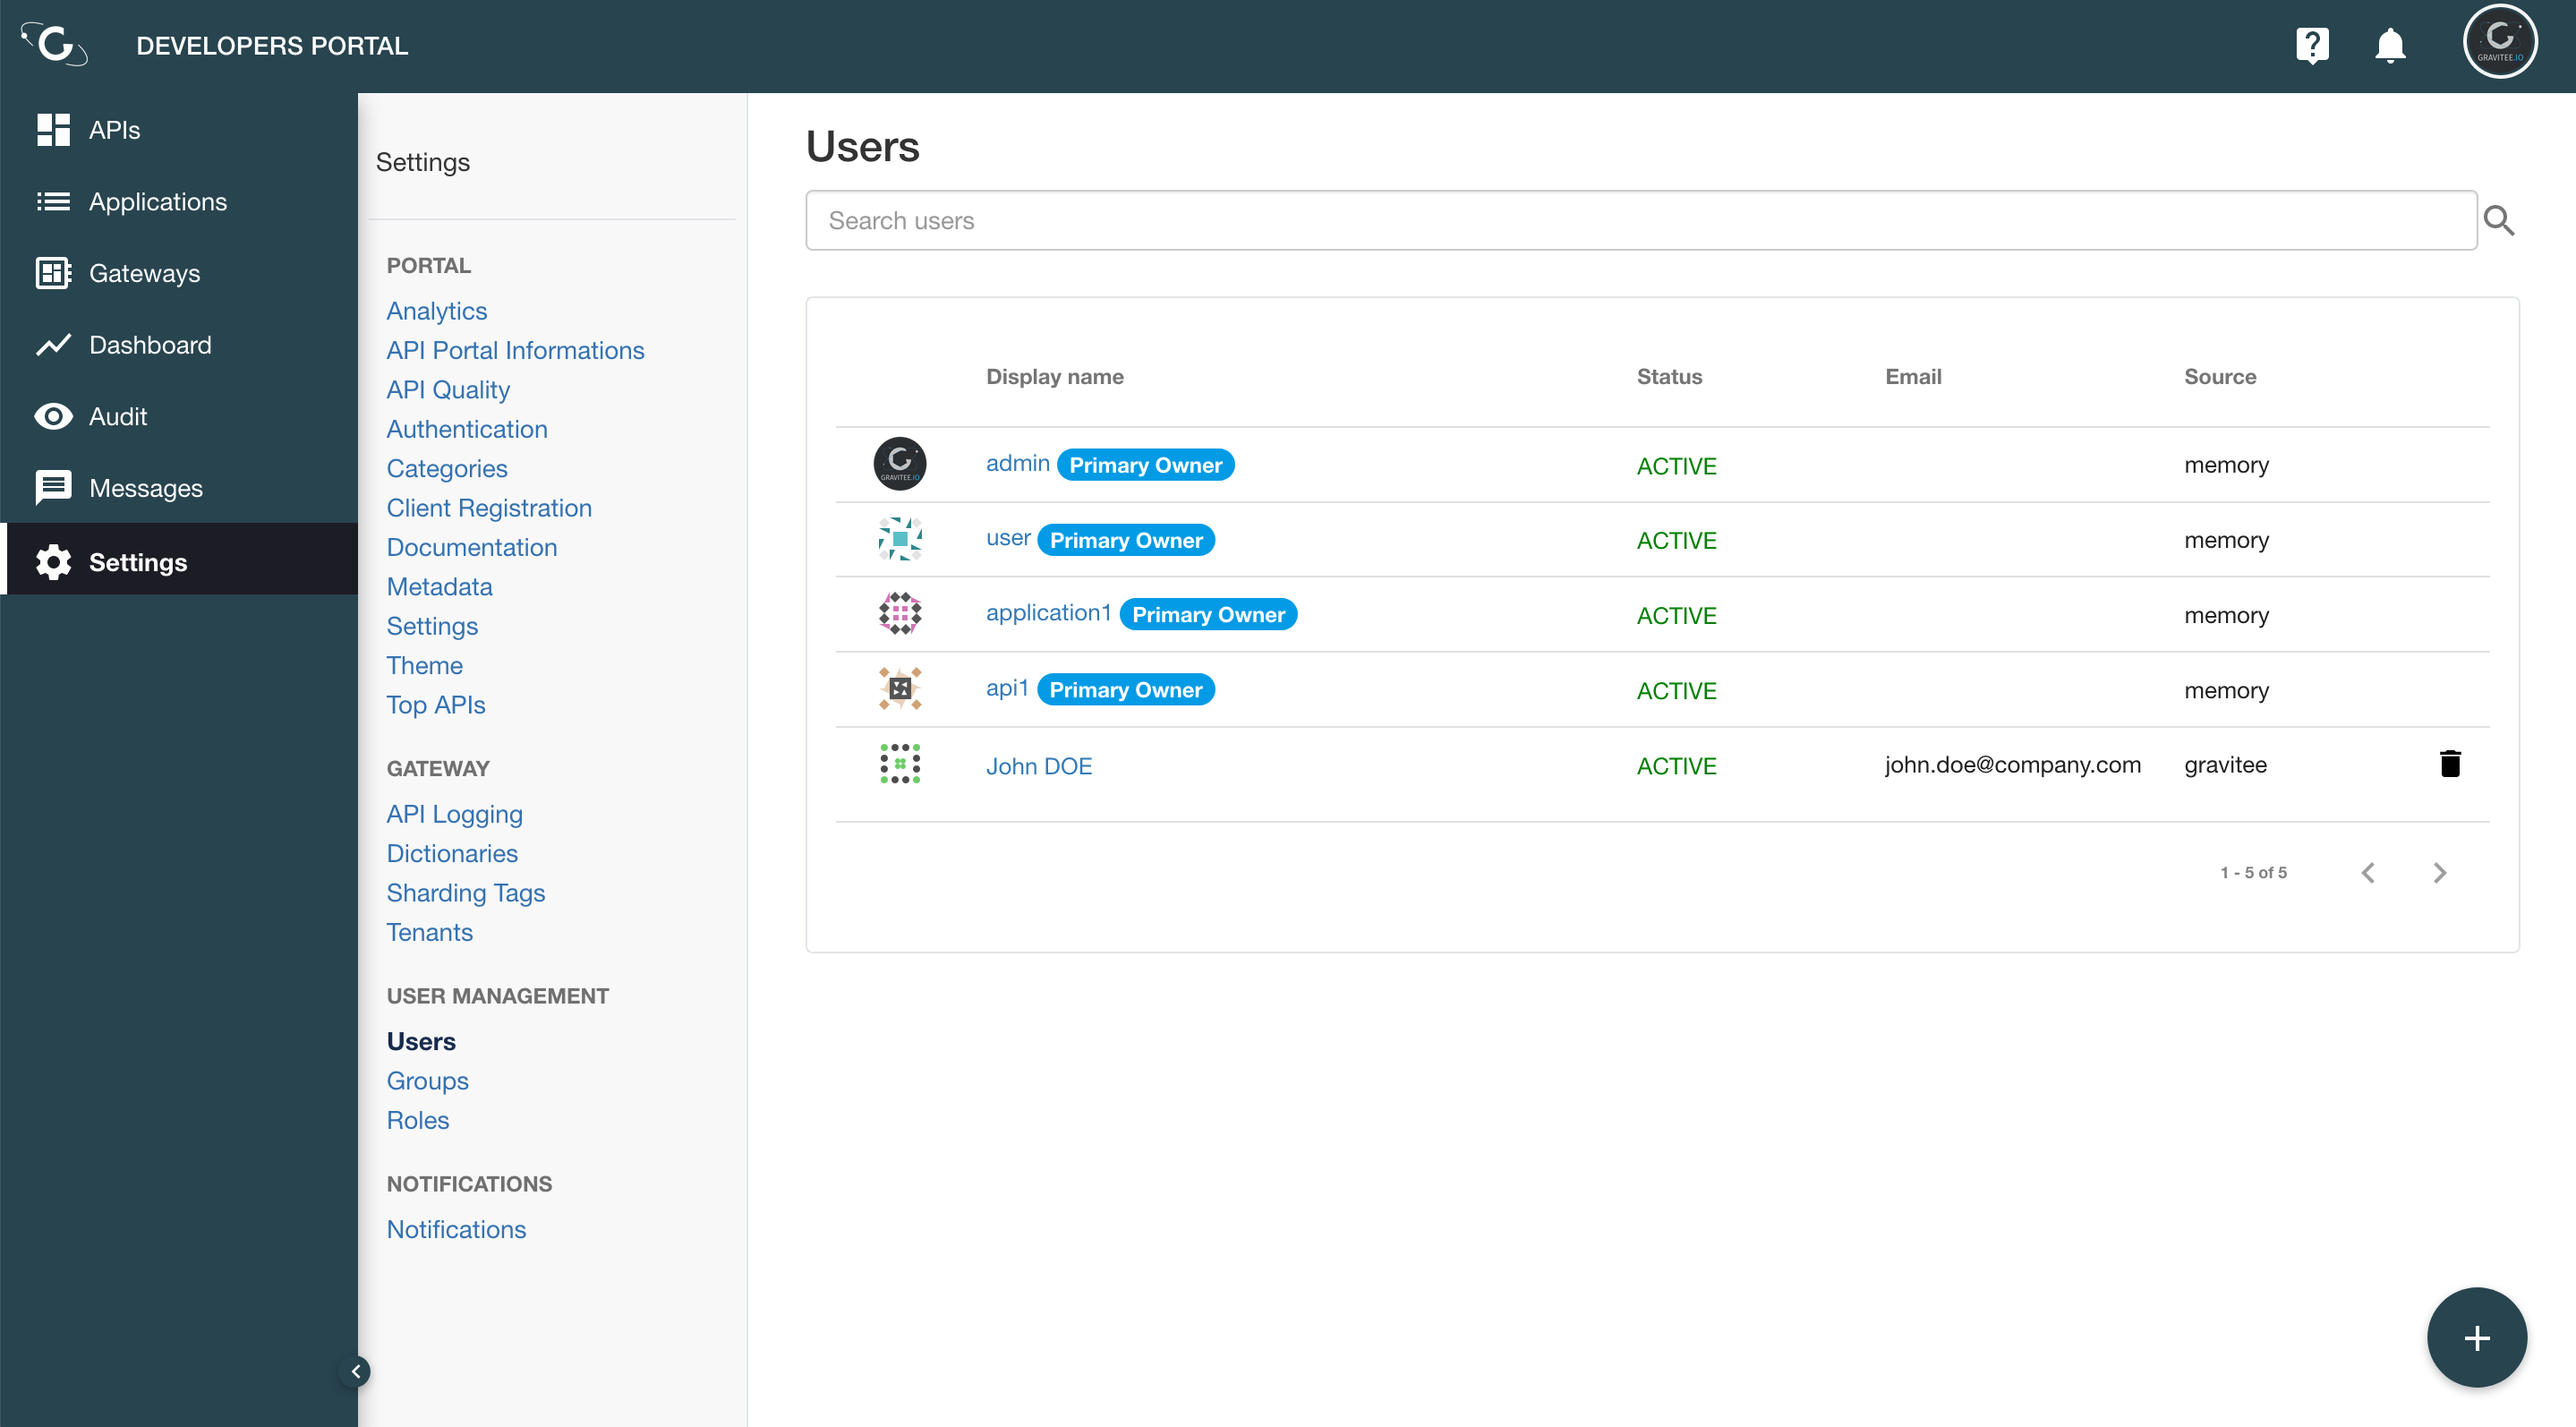 DEVELOPERS PORTAL
GRAVITEE.IO
APIs
Applications
Gateways
Dashboard
Audit
Messages
Settings
Settings
PORTAL
Analytics
API Portal Informations
API Quality
Authentication
Categories
Client Registration
Documentation
Metadata
Settings
Theme
Top APIs
GATEWAY
API Logging
Dictionaries
Sharding Tags
Tenants
USER MANAGEMENT
Users
Groups
Roles
NOTIFICATIONS
Notifications
Users
Search users
Display name Status Email Source
GRAVITEE.IO admin Primary Owner ACTIVE memory
user Primary Owner ACTIVE memory
application1 Primary Owner ACTIVE memory
api1 Primary Owner ACTIVE memory
John DOE ACTIVE john.doe@company.com gravitee
1 - 5 of 5